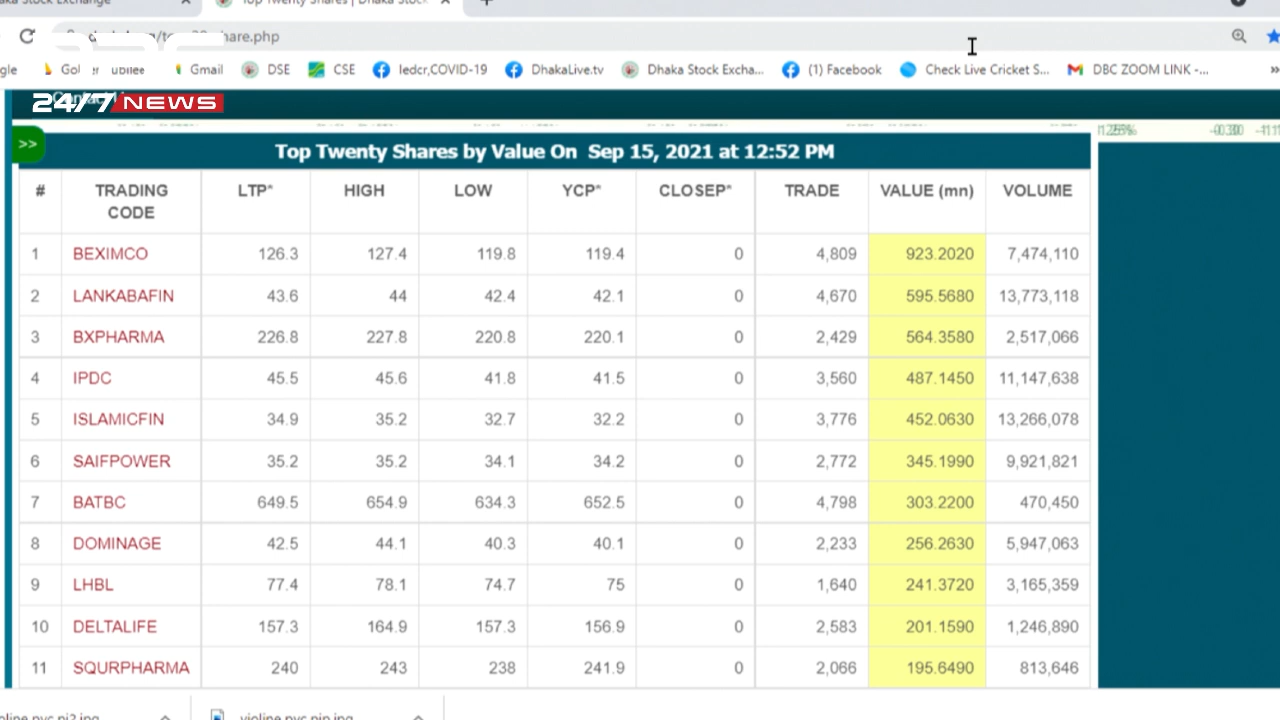 Top Twenty Shares | Dhaka Stoc
Gmail DSE CSE Iedcr,COVID-19 DhakaLive.tv Dhaka Stock Excha... (1) Facebook Check Live Cricket S... DBC ZOOM LINK -... »
24/7 NEWS
>>
Top Twenty Shares by Value On Sep 15, 2021 at 12:52 PM
# TRADING CODE LTP* HIGH LOW YCP* CLOSEP* TRADE VALUE (mn) VOLUME
1 BEXIMCO 126.3 127.4 119.8 119.4 0 4,809 923.2020 7,474,110
2 LANKABAFIN 43.6 44 42.4 42.1 0 4,670 595.5680 13,773,118
3 BXPHARMA 226.8 227.8 220.8 220.1 0 2,429 564.3580 2,517,066
4 IPDC 45.5 45.6 41.8 41.5 0 3,560 487.1450 11,147,638
5 ISLAMICFIN 34.9 35.2 32.7 32.2 0 3,776 452.0630 13,266,078
6 SAIFPOWER 35.2 35.2 34.1 34.2 0 2,772 345.1990 9,921,821
7 BATBC 649.5 654.9 634.3 652.5 0 4,798 303.2200 470,450
8 DOMINAGE 42.5 44.1 40.3 40.1 0 2,233 256.2630 5,947,063
9 LHBL 77.4 78.1 74.7 75 0 1,640 241.3720 3,165,359
10 DELTALIFE 157.3 164.9 157.3 156.9 0 2,583 201.1590 1,246,890
11 SQURPHARMA 240 243 238 241.9 0 2,066 195.6490 813,646